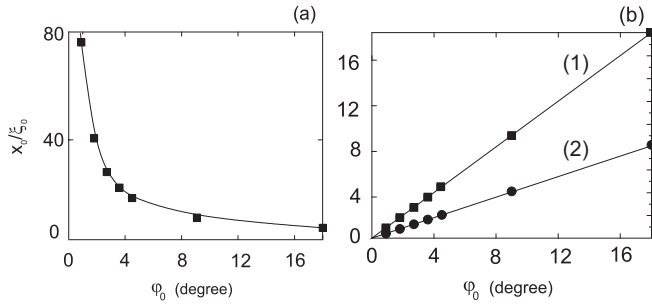 (a)
80
40
0
x₀/ξ₀
0 4 8 12 16
φ₀ (degree)
(b)
16
12
8
4
0
(1)
(2)
0 4 8 12 16
φ₀ (degree)